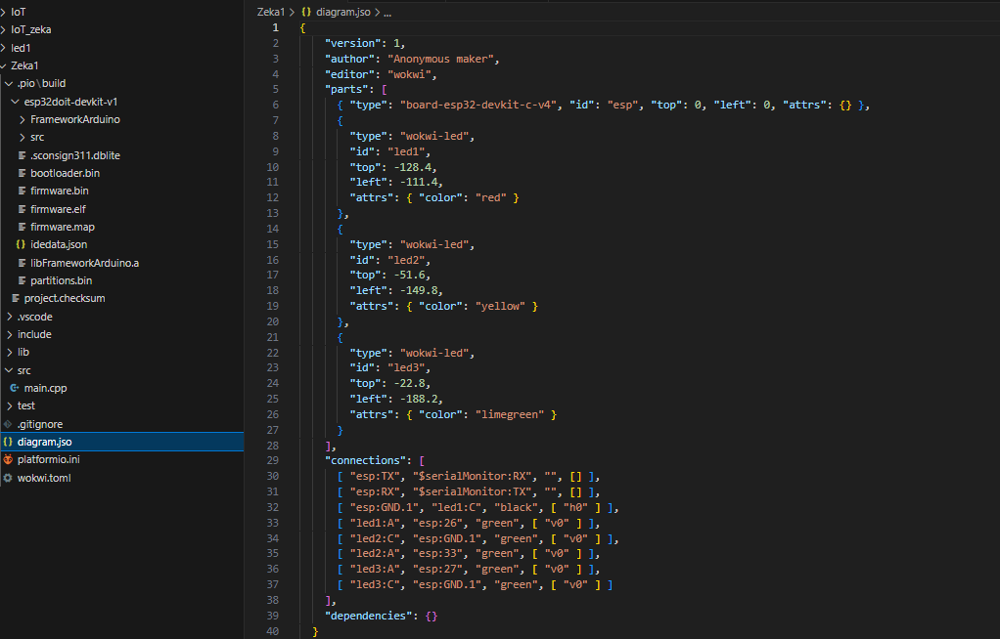 IoT
IoT_zeka
led1
Zeka1
.pio\build
esp32doit-devkit-v1
FrameworkArduino
src
.sconsign311.dblite
bootloader.bin
firmware.bin
firmware.elf
firmware.map
{} idedata.json
libFrameworkArduino.a
partitions.bin
project.checksum
.vscode
include
lib
src
main.cpp
test
.gitignore
{} diagram.jso
platformio.ini
wokwi.toml
Zeka1 > {} diagram.jso > ...
1 {
2 "version": 1,
3 "author": "Anonymous maker",
4 "editor": "wokwi",
5 "parts": [
6 { "type": "board-esp32-devkit-c-v4", "id": "esp", "top": 0, "left": 0, "attrs": {} },
7 {
8 "type": "wokwi-led",
9 "id": "led1",
10 "top": -128.4,
11 "left": -111.4,
12 "attrs": { "color": "red" }
13 },
14 {
15 "type": "wokwi-led",
16 "id": "led2",
17 "top": -51.6,
18 "left": -149.8,
19 "attrs": { "color": "yellow" }
20 },
21 {
22 "type": "wokwi-led",
23 "id": "led3",
24 "top": -22.8,
25 "left": -188.2,
26 "attrs": { "color": "limegreen" }
27 }
28 ],
29 "connections": [
30 [ "esp:TX", "$serialMonitor:RX", "", [] ],
31 [ "esp:RX", "$serialMonitor:TX", "", [] ],
32 [ "esp:GND.1", "led1:C", "black", [ "h0" ] ],
33 [ "led1:A", "esp:26", "green", [ "v0" ] ],
34 [ "led2:C", "esp:GND.1", "green", [ "v0" ] ],
35 [ "led2:A", "esp:33", "green", [ "v0" ] ],
36 [ "led3:A", "esp:27", "green", [ "v0" ] ],
37 [ "led3:C", "esp:GND.1", "green", [ "v0" ] ]
38 ],
39 "dependencies": {}
40 }